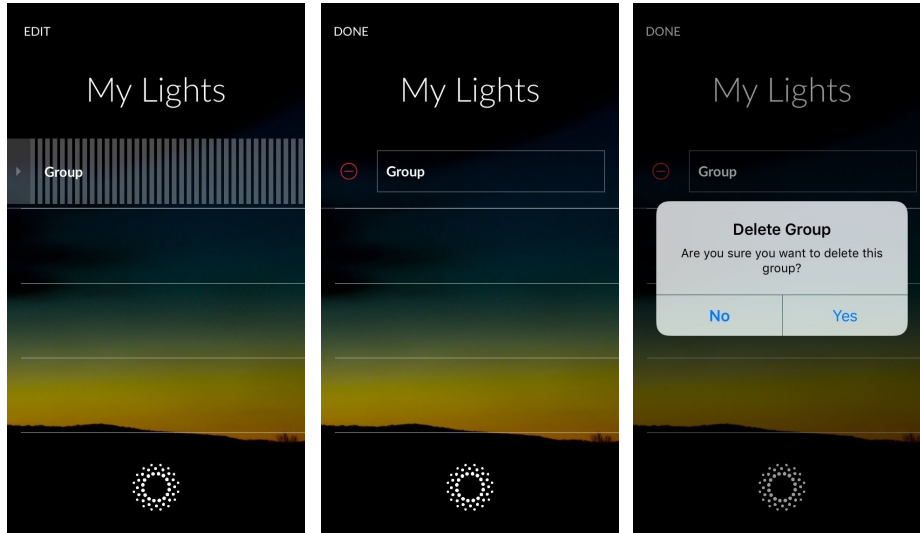 EDIT
My Lights
Group
DONE
My Lights
Group
DONE
My Lights
Group
Delete Group
Are you sure you want to delete this
group?
No
Yes